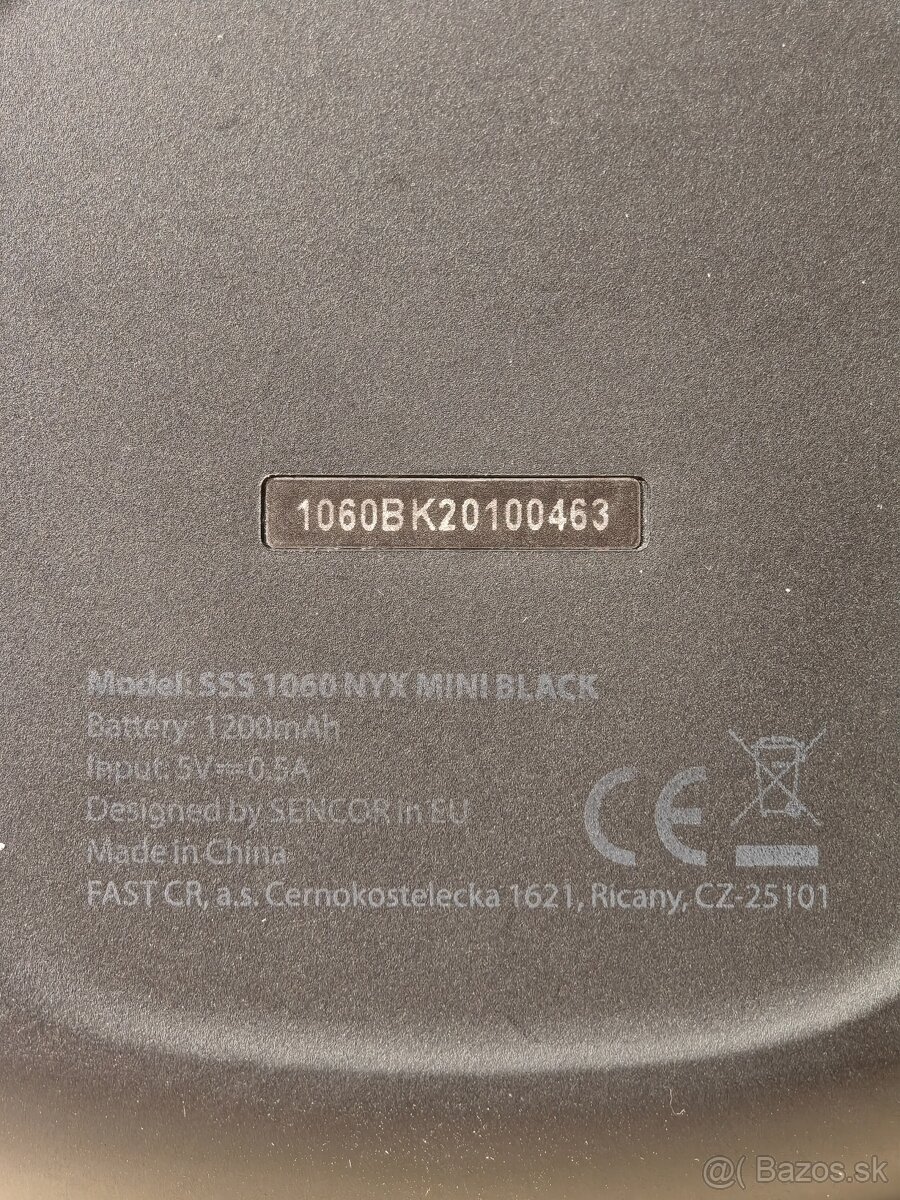 1060BK20100463
Model: SSS 1060 NYX MINI BLACK
Battery: 1200mAh
Input: 5V⎓0.5A
Designed by SENCOR in EU
Made in China
FAST CR, a.s. Cernokostelecka 1621, Ricany, CZ-25101
CE
@( Bazos.sk